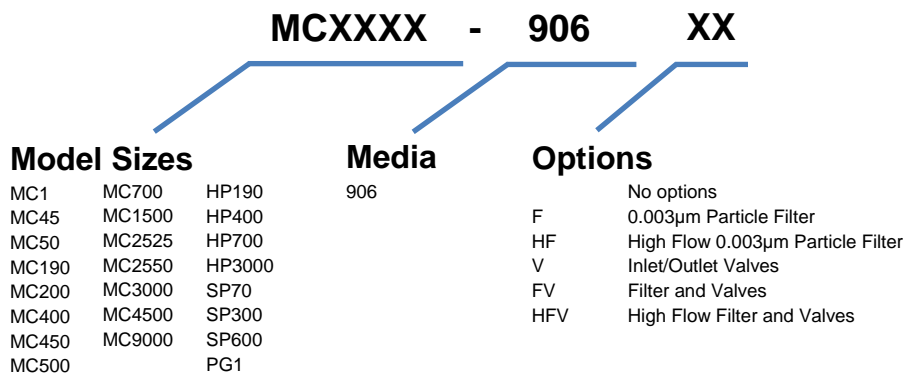 MCXXXX - 906 XX
Model Sizes
MC1
MC45
MC50
MC190
MC200
MC400
MC450
MC500
MC700
MC1500
MC2525
MC2550
MC3000
MC4500
MC9000
HP190
HP400
HP700
HP3000
SP70
SP300
SP600
PG1
Media
906
Options
No options
F 0.003µm Particle Filter
HF High Flow 0.003µm Particle Filter
V Inlet/Outlet Valves
FV Filter and Valves
HFV High Flow Filter and Valves